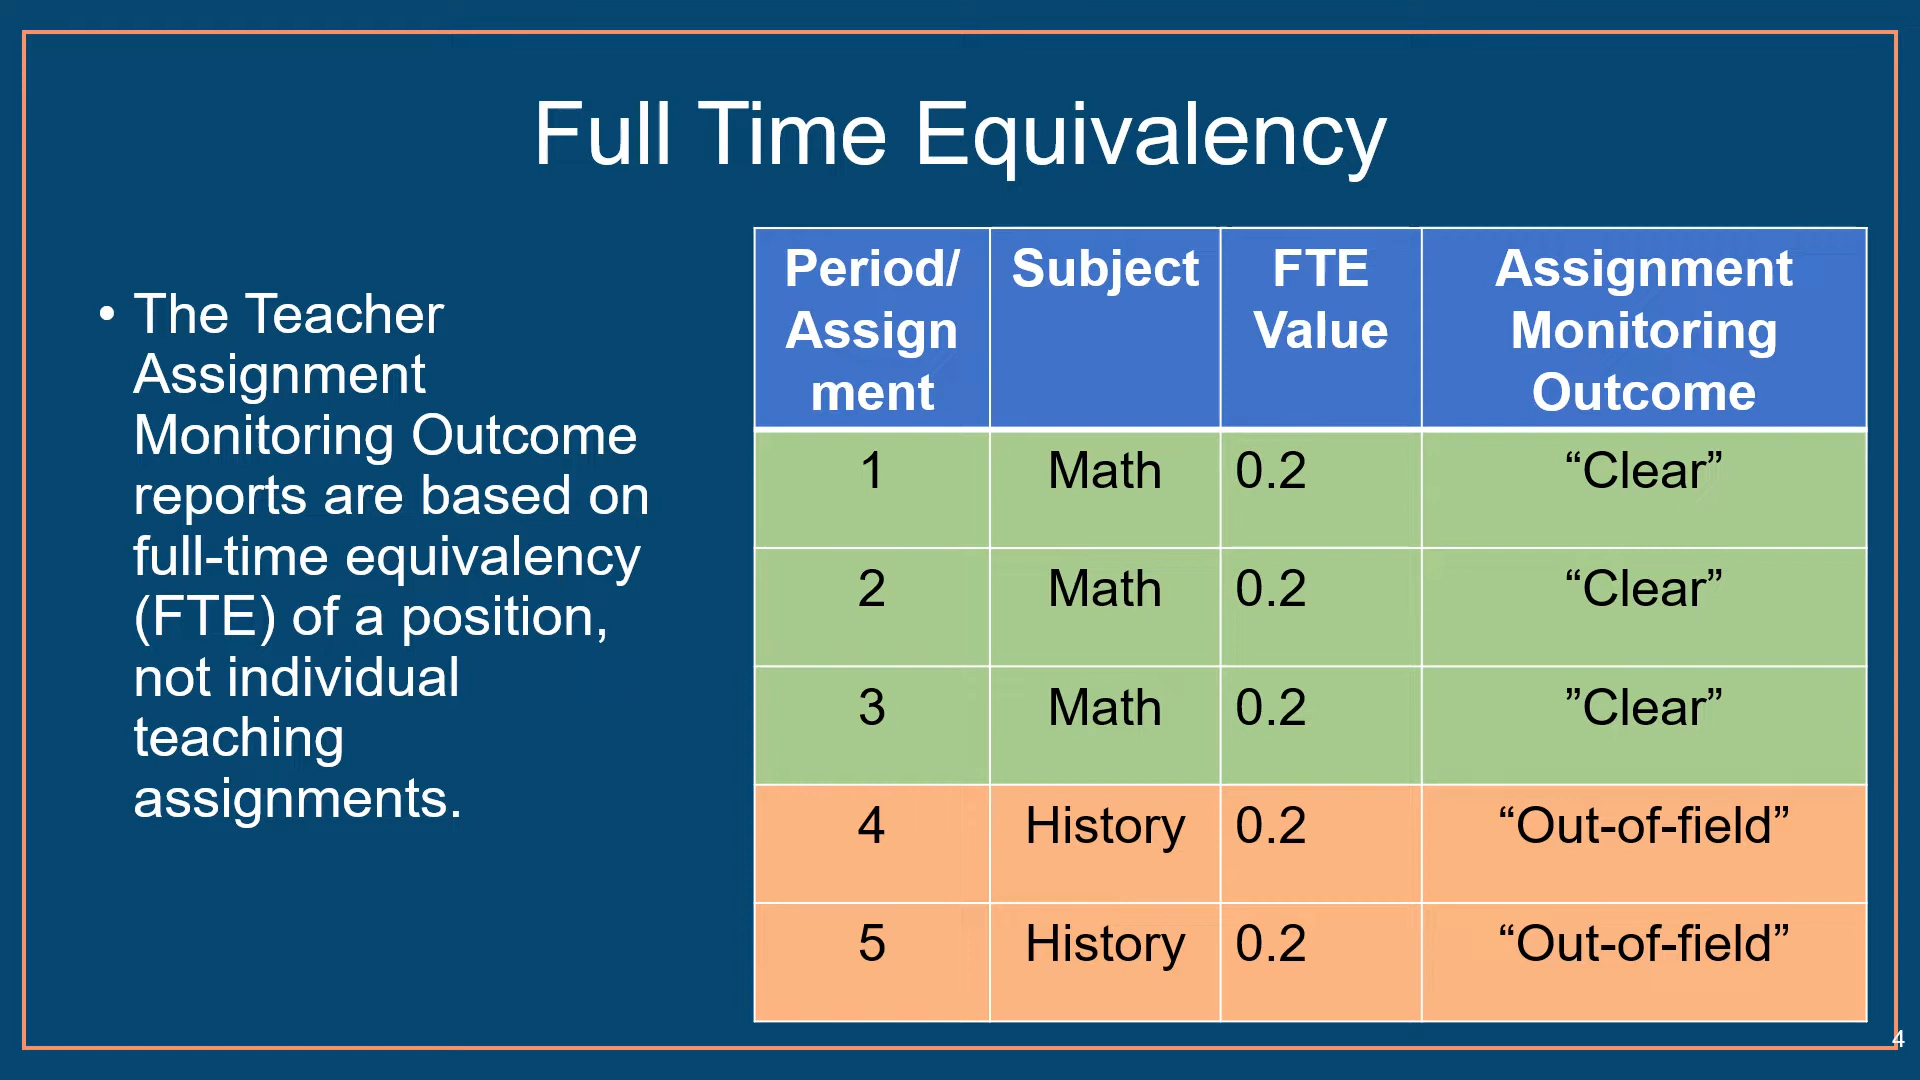 Full Time Equivalency
• The Teacher
Assignment
Monitoring Outcome
reports are based on
full-time equivalency
(FTE) of a position,
not individual
teaching
assignments.
Period/
Assign
ment
Subject
FTE
Value
Assignment
Monitoring
Outcome
1 Math 0.2 “Clear”
2 Math 0.2 “Clear”
3 Math 0.2 ”Clear”
4 History 0.2 “Out-of-field”
5 History 0.2 “Out-of-field”
4